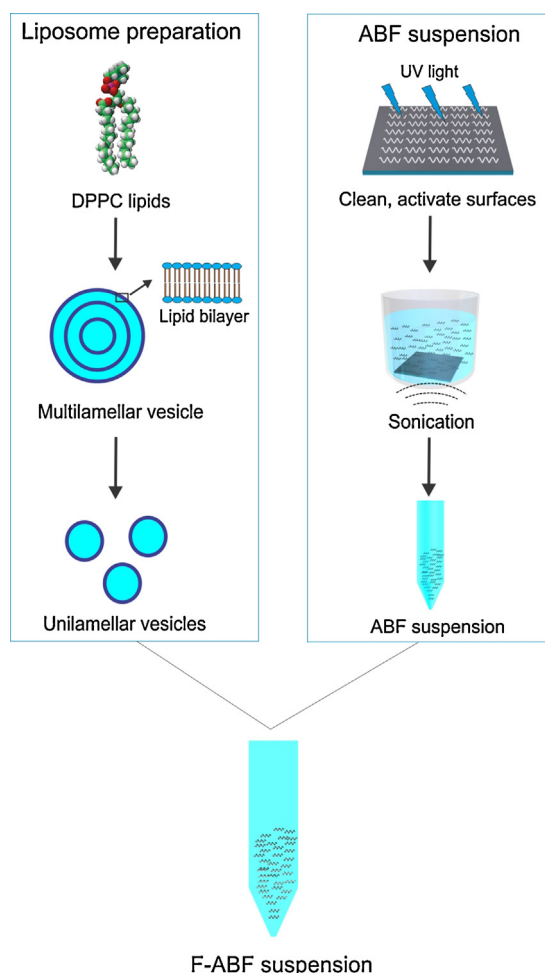 Liposome preparation
DPPC lipids
Lipid bilayer
Multilamellar vesicle
Unilamellar vesicles
ABF suspension
UV light
Clean, activate surfaces
Sonication
ABF suspension
F-ABF suspension